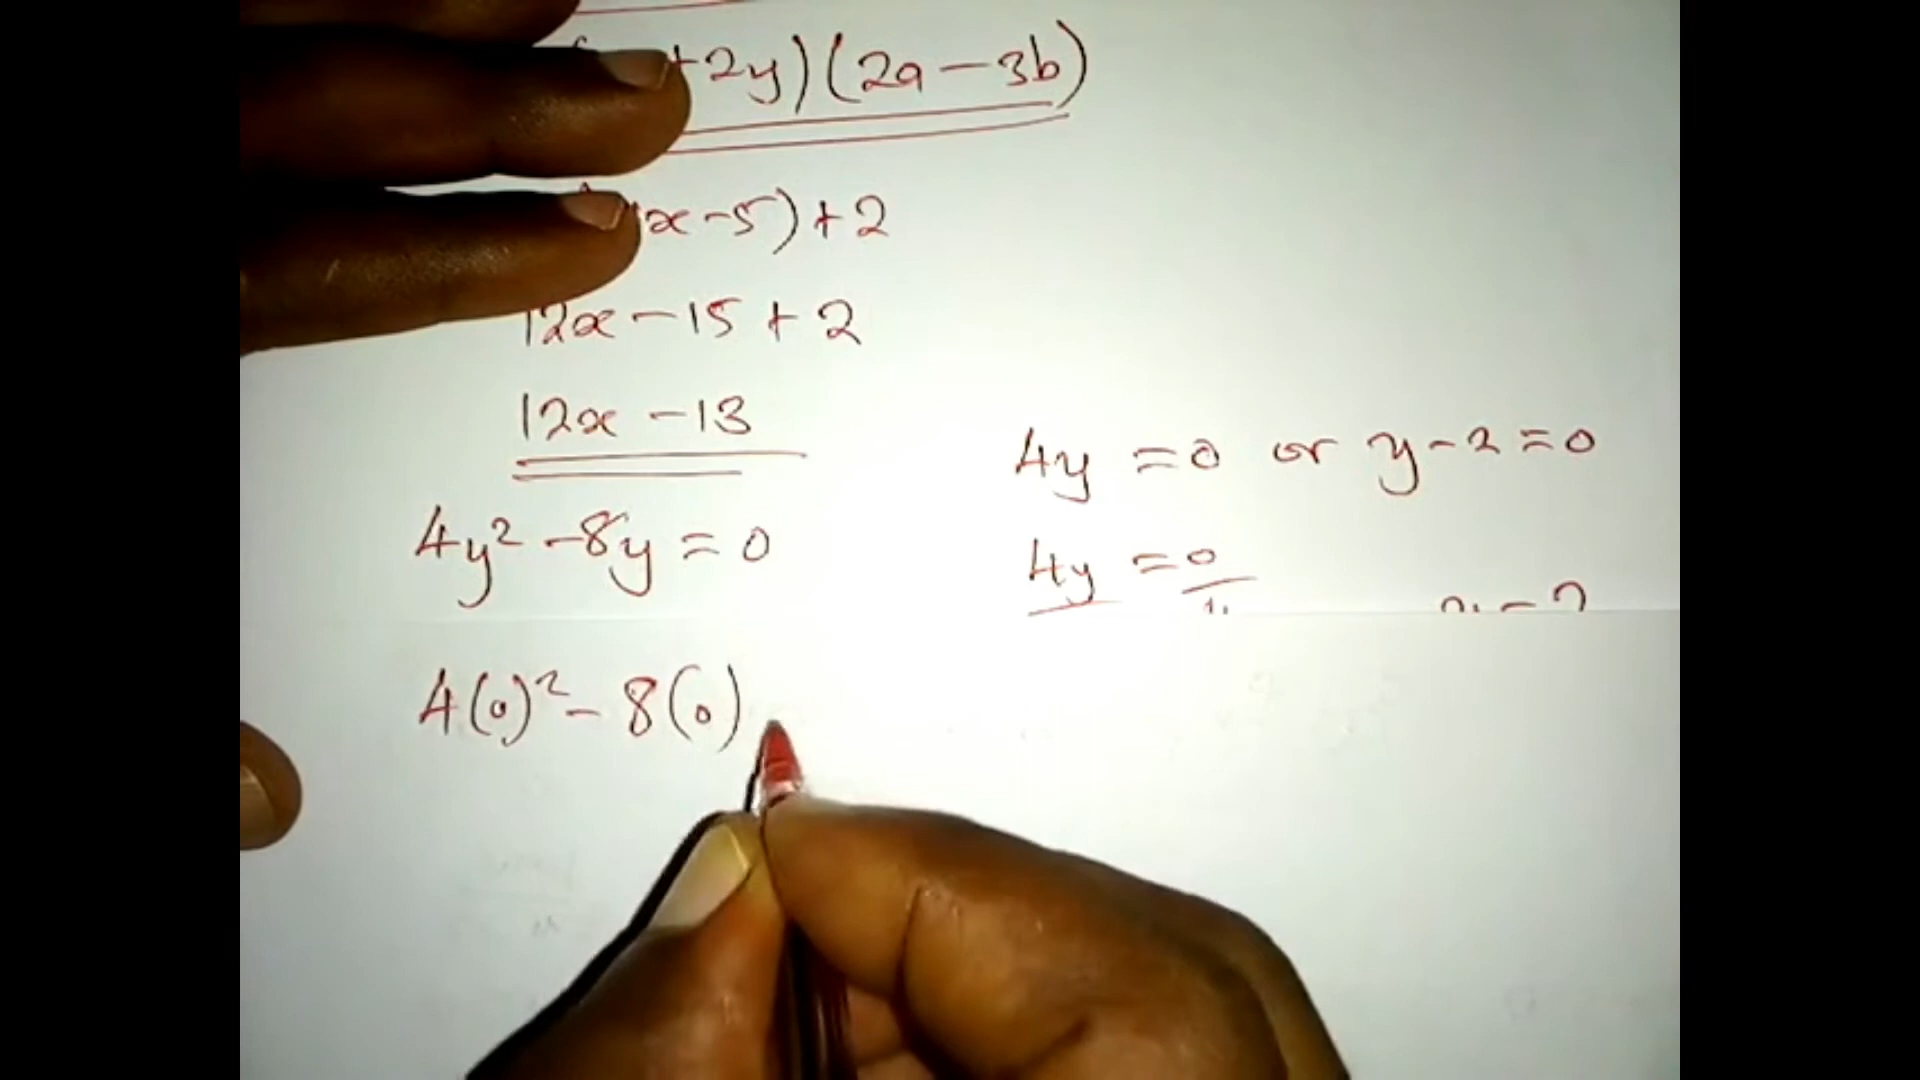 +2y)(2a-3b)
x-5)+2
12x-15+2
12x-13
4y²-8y=0
4(0)²-8(0)
4y=0 or y-2=0
4y=0